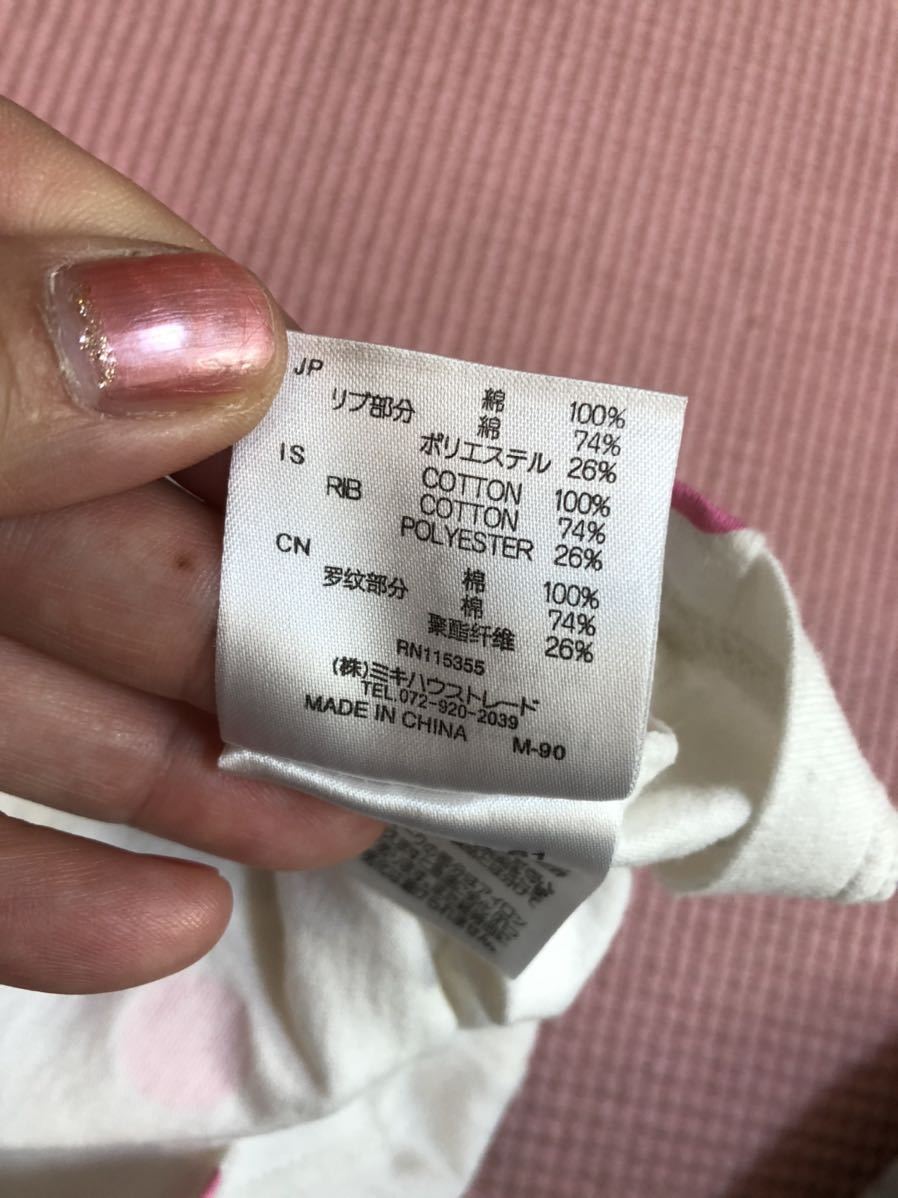 JP 綿 100%
リブ部分 綿 74%
ポリエステル 26%
IS COTTON 100%
RIB COTTON 74%
POLYESTER 26%
CN 棉 100%
罗纹部分 棉 74%
聚酯纤维 26%
RN115355
(株)ミキハウストレード
TEL.072-920-2039
MADE IN CHINA
M-90